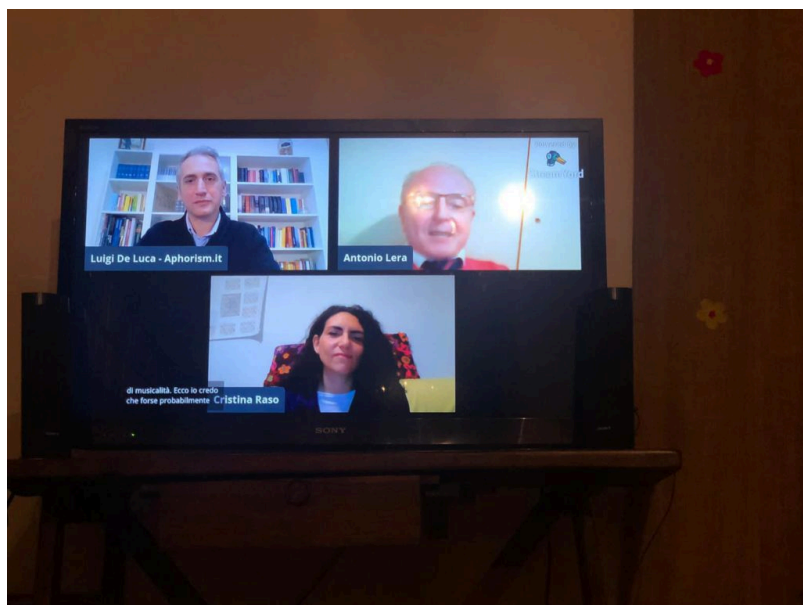 Luigi De Luca - Aphorism.it
Antonio Lera
di musicalità. Ecco io credo
che forse probabilmente
Cristina Raso
SONY